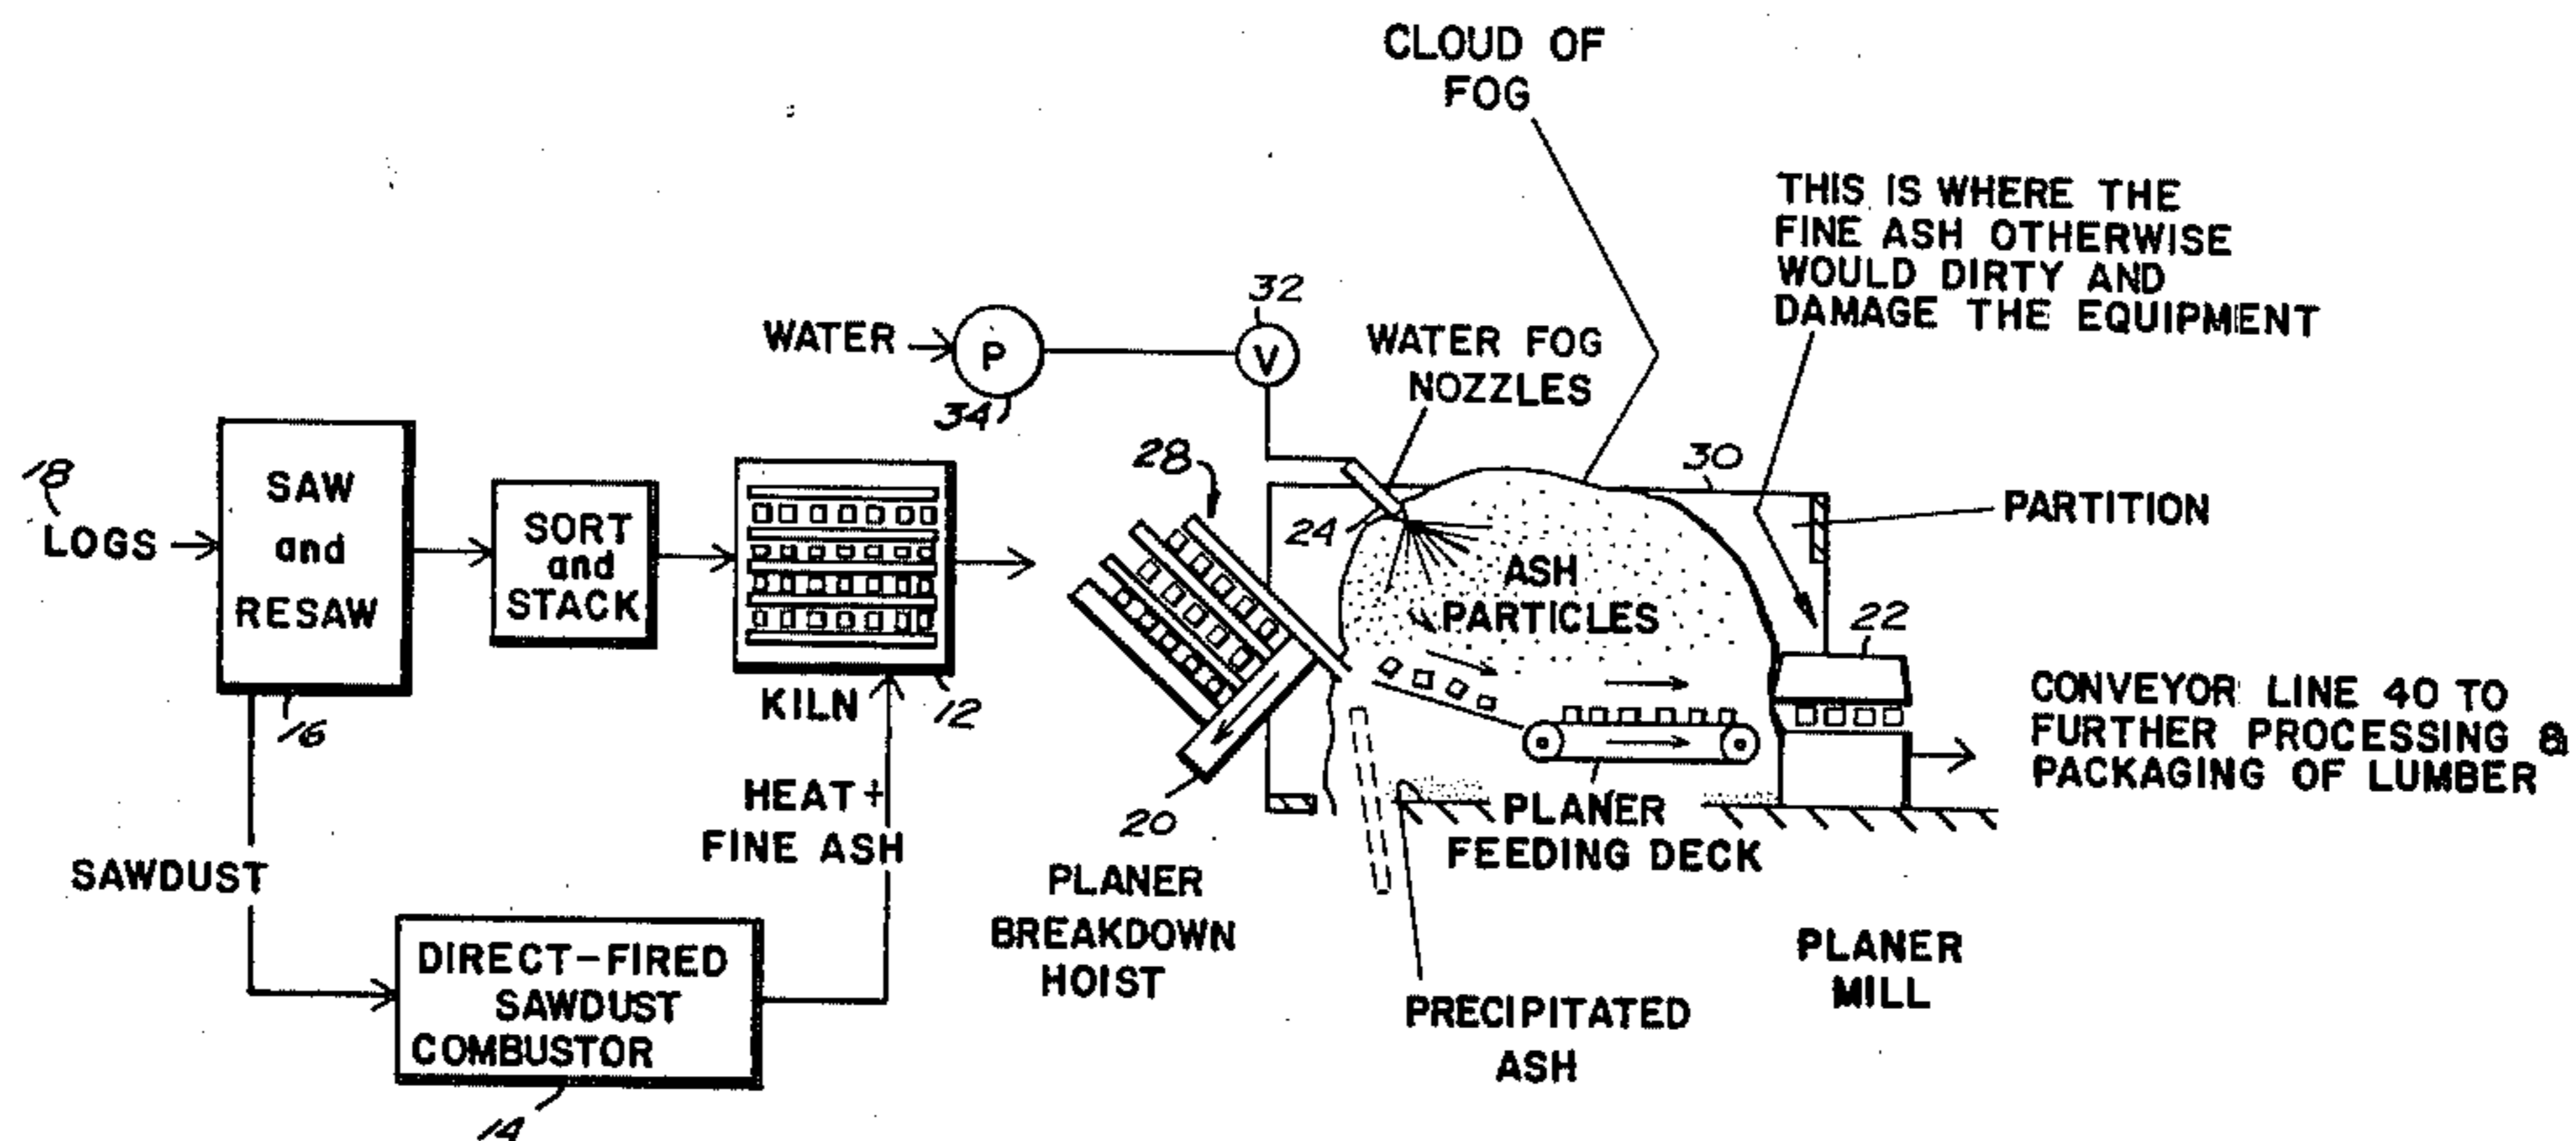 CLOUD OF
FOG
THIS IS WHERE THE
FINE ASH OTHERWISE
WOULD DIRTY AND
DAMAGE THE EQUIPMENT
WATER
P
34
32
V
WATER FOG
NOZZLES
18
LOGS
SAW
and
RESAW
16
SORT
and
STACK
KILN
12
28
24
30
PARTITION
ASH
PARTICLES
22
CONVEYOR LINE 40 TO
FURTHER PROCESSING &
PACKAGING OF LUMBER
HEAT +
FINE ASH
SAWDUST
DIRECT-FIRED
SAWDUST
COMBUSTOR
14
20
PLANER
BREAKDOWN
HOIST
PLANER
FEEDING DECK
PRECIPITATED
ASH
PLANER
MILL